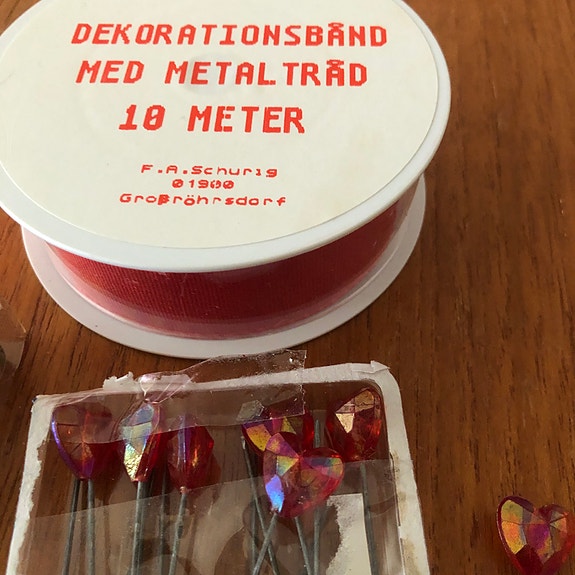 DEKORATIONSBÅND
MED METALTRÅD
10 METER
F.A.Schurig
01900
Großröhrsdorf